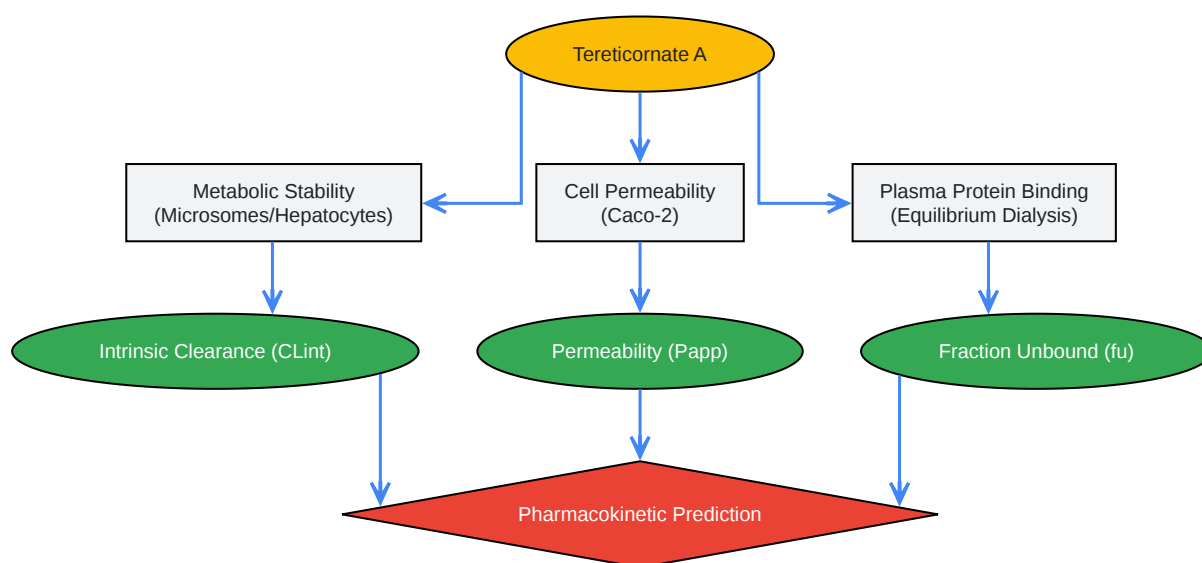 Tereticornate A
Metabolic Stability
(Microsomes/Hepatocytes)
Cell Permeability
(Caco-2)
Plasma Protein Binding
(Equilibrium Dialysis)
Intrinsic Clearance (CLint)
Permeability (Papp)
Fraction Unbound (fu)
Pharmacokinetic Prediction